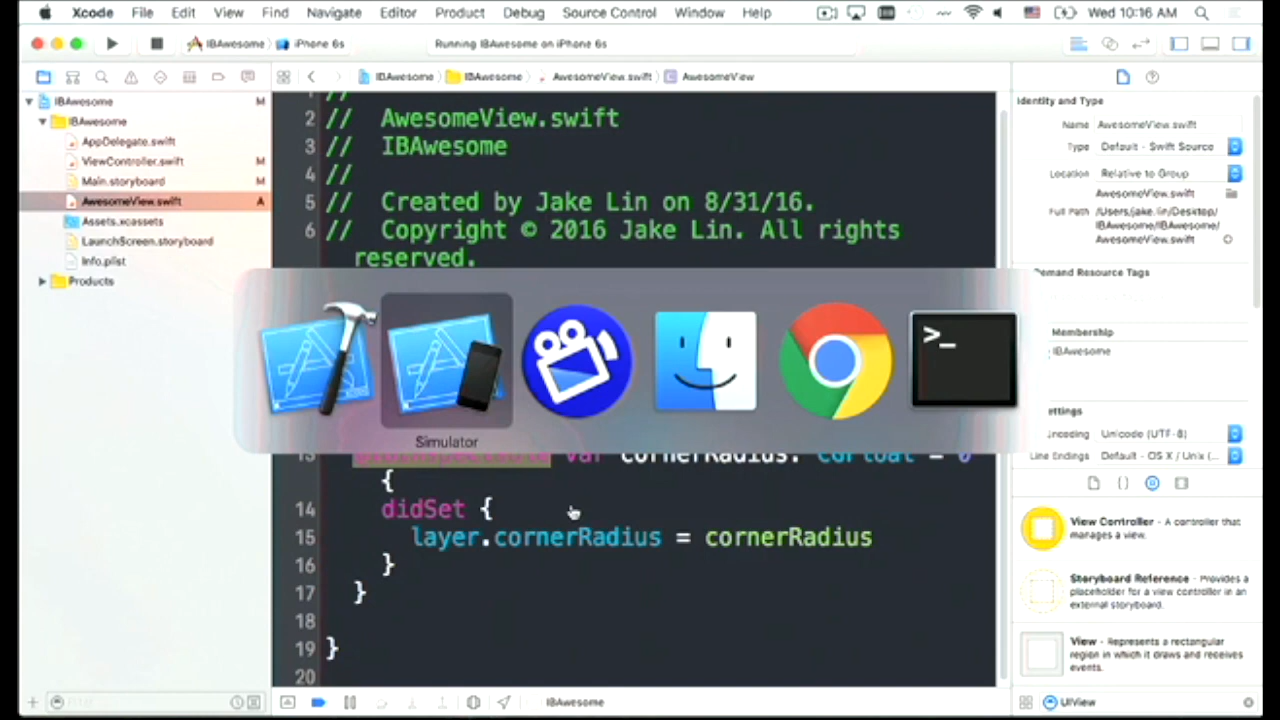 Xcode File Edit View Find Navigate Editor Product Debug Source Control Window Help Wed 10:16 AM
IBAwesome iPhone 6s Running IBAwesome on iPhone 6s
IBAwesome IBAwesome AwesomeView.swift AwesomeView
IBAwesome M
IBAwesome
AppDelegate.swift
ViewController.swift M
Main.storyboard M
AwesomeView.swift A
Assets.xcassets
LaunchScreen.storyboard
Info.plist
Products
1 //
2 // AwesomeView.swift
3 // IBAwesome
4 //
5 // Created by Jake Lin on 8/31/16.
6 // Copyright © 2016 Jake Lin. All rights
reserved.
Simulator
13 @IBInspectable var cornerRadius: CGFloat = 0
{
14 didSet {
15 layer.cornerRadius = cornerRadius
16 }
17 }
18
19 }
20
IBAwesome
Identity and Type
Name AwesomeView.swift
Type Default - Swift Source
Location Relative to Group
AwesomeView.swift
Full Path /Users/jake.lin/Desktop/
IBAwesome/IBAwesome/
AwesomeView.swift
Demand Resource Tags
Membership
IBAwesome
ettings
Encoding Unicode (UTF-8)
Line Endings Default - OS X / Unix (...
View Controller - A controller that
manages a view.
Storyboard Reference - Provides a
placeholder for a view controller in an
external storyboard.
View - Represents a rectangular
region in which it draws and receives
events.
UIView